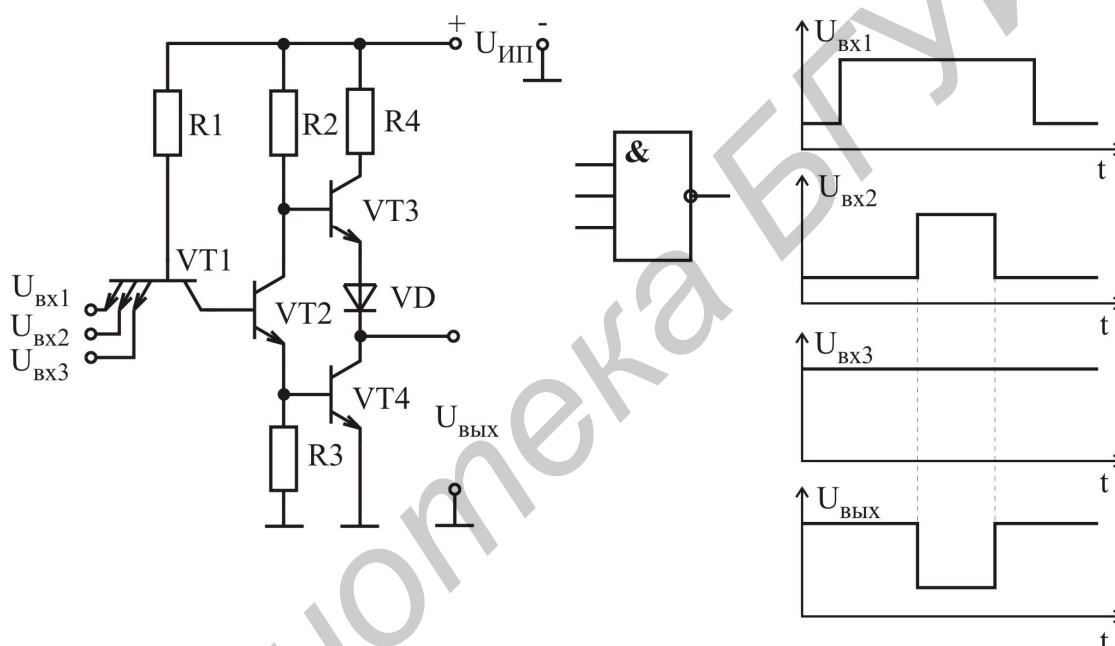 + U_ИП -
R1
R2
R4
VT3
VT1
VT2
VD
VT4
R3
U_вх1
U_вх2
U_вх3
U_вых
&
U_вх1
t
U_вх2
t
U_вх3
t
U_вых
t